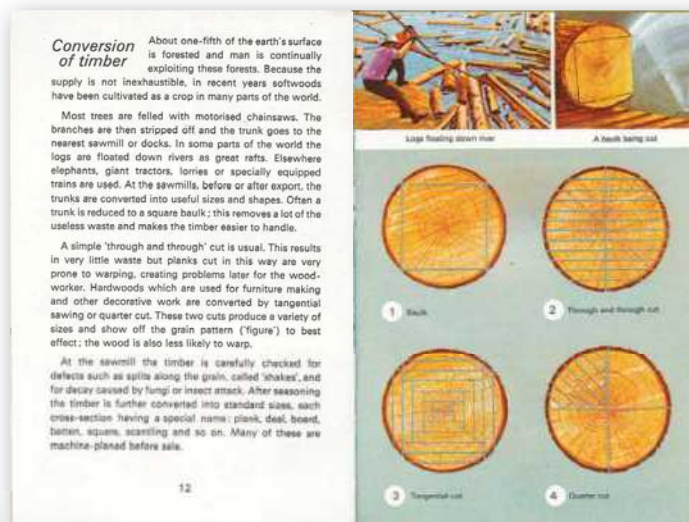 Conversion
of timber
About one-fifth of the earth's surface
is forested and man is continually
exploiting these forests. Because the
supply is not inexhaustible, in recent years softwoods
have been cultivated as a crop in many parts of the world.
Most trees are felled with motorised chainsaws. The
branches are then stripped off and the trunk goes to the
nearest sawmill or docks. In some parts of the world the
logs are floated down rivers as great rafts. Elsewhere
elephants, giant tractors, lorries or specially equipped
trains are used. At the sawmills, before or after export, the
trunks are converted into useful sizes and shapes. Often a
trunk is reduced to a square baulk; this removes a lot of the
useless waste and makes the timber easier to handle.
A simple 'through and through' cut is usual. This results
in very little waste but planks cut in this way are very
prone to warping, creating problems later for the wood-
worker. Hardwoods which are used for furniture making
and other decorative work are converted by tangential
sawing or quarter cut. These two cuts produce a variety of
sizes and show off the grain pattern ('figure') to best
effect; the wood is also less likely to warp.
At the sawmill the timber is carefully checked for
defects such as splits along the grain, called 'shakes', and
for decay caused by fungi or insect attack. After seasoning
the timber is further converted into standard sizes, each
cross-section having a special name: plank, deal, board,
batten, square, scantling and so on. Many of these are
machine-planed before sale.
12
Logs floating down river
A baulk being cut
1 Baulk
2 Through and through cut
3 Tangential cut
4 Quarter cut